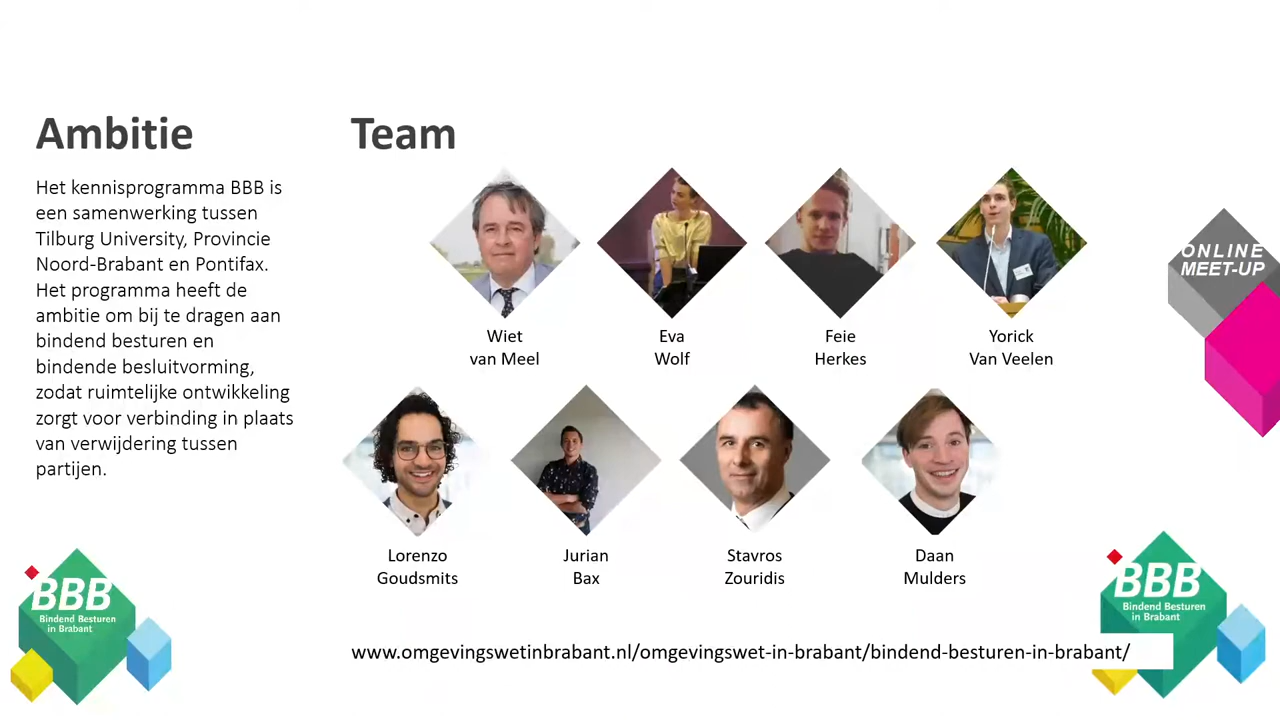 Ambitie
Het kennisprogramma BBB is
een samenwerking tussen
Tilburg University, Provincie
Noord-Brabant en Pontifax.
Het programma heeft de
ambitie om bij te dragen aan
bindend besturen en
bindende besluitvorming,
zodat ruimtelijke ontwikkeling
zorgt voor verbinding in plaats
van verwijdering tussen
partijen.
Team
Wiet
van Meel
Eva
Wolf
Feie
Herkes
Yorick
Van Veelen
Lorenzo
Goudsmits
Jurian
Bax
Stavros
Zouridis
Daan
Mulders
ONLINE
MEET-UP
BBB
Bindend Besturen
in Brabant
BBB
Bindend Besturen
in Brabant
www.omgevingswetinbrabant.nl/omgevingswet-in-brabant/bindend-besturen-in-brabant/